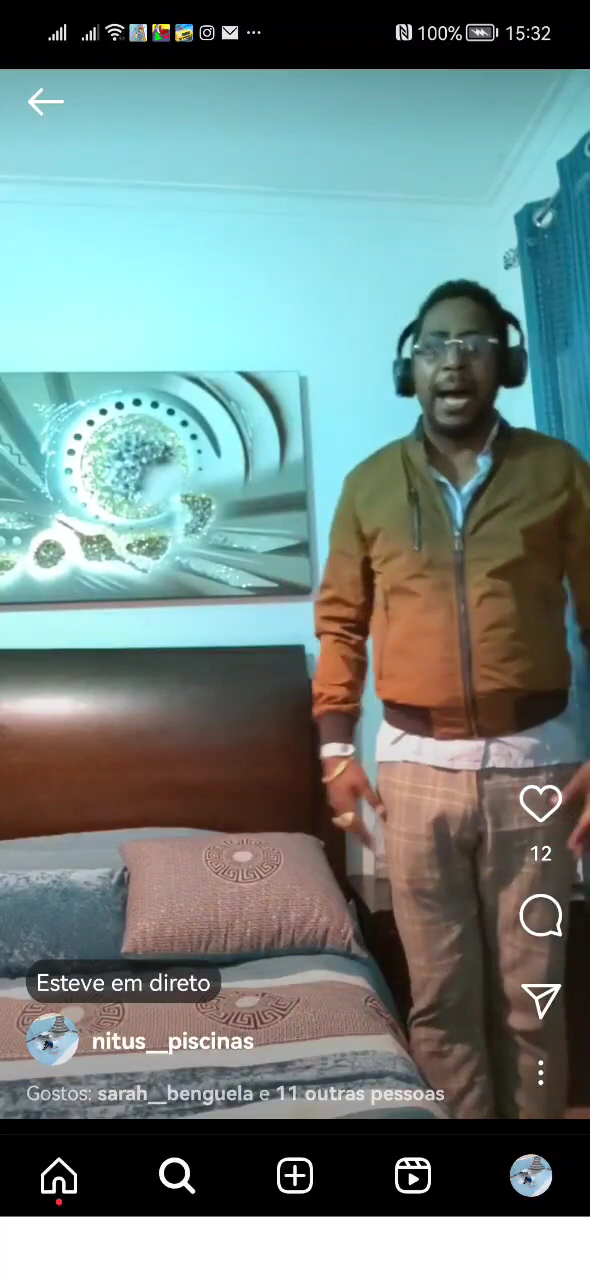 100% 15:32
12
Esteve em direto
nitus__piscinas
Gostos: sarah__benguela e 11 outras pessoas